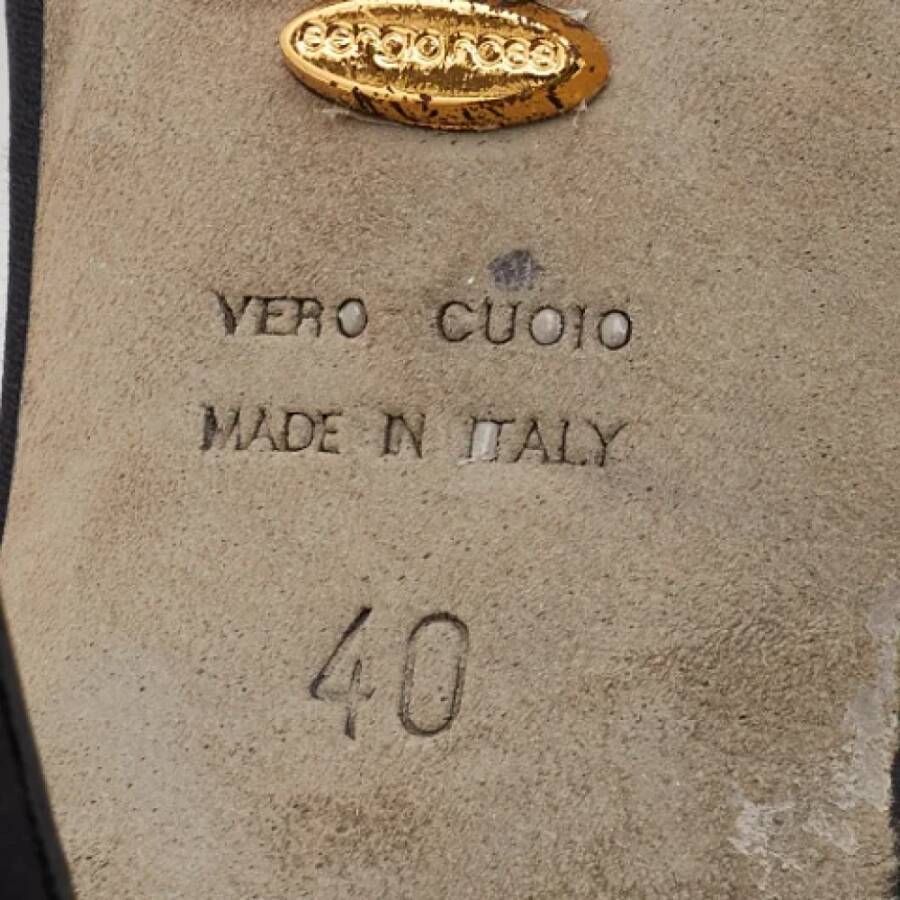 sergio rossi
VERO CUOIO
MADE IN ITALY
40